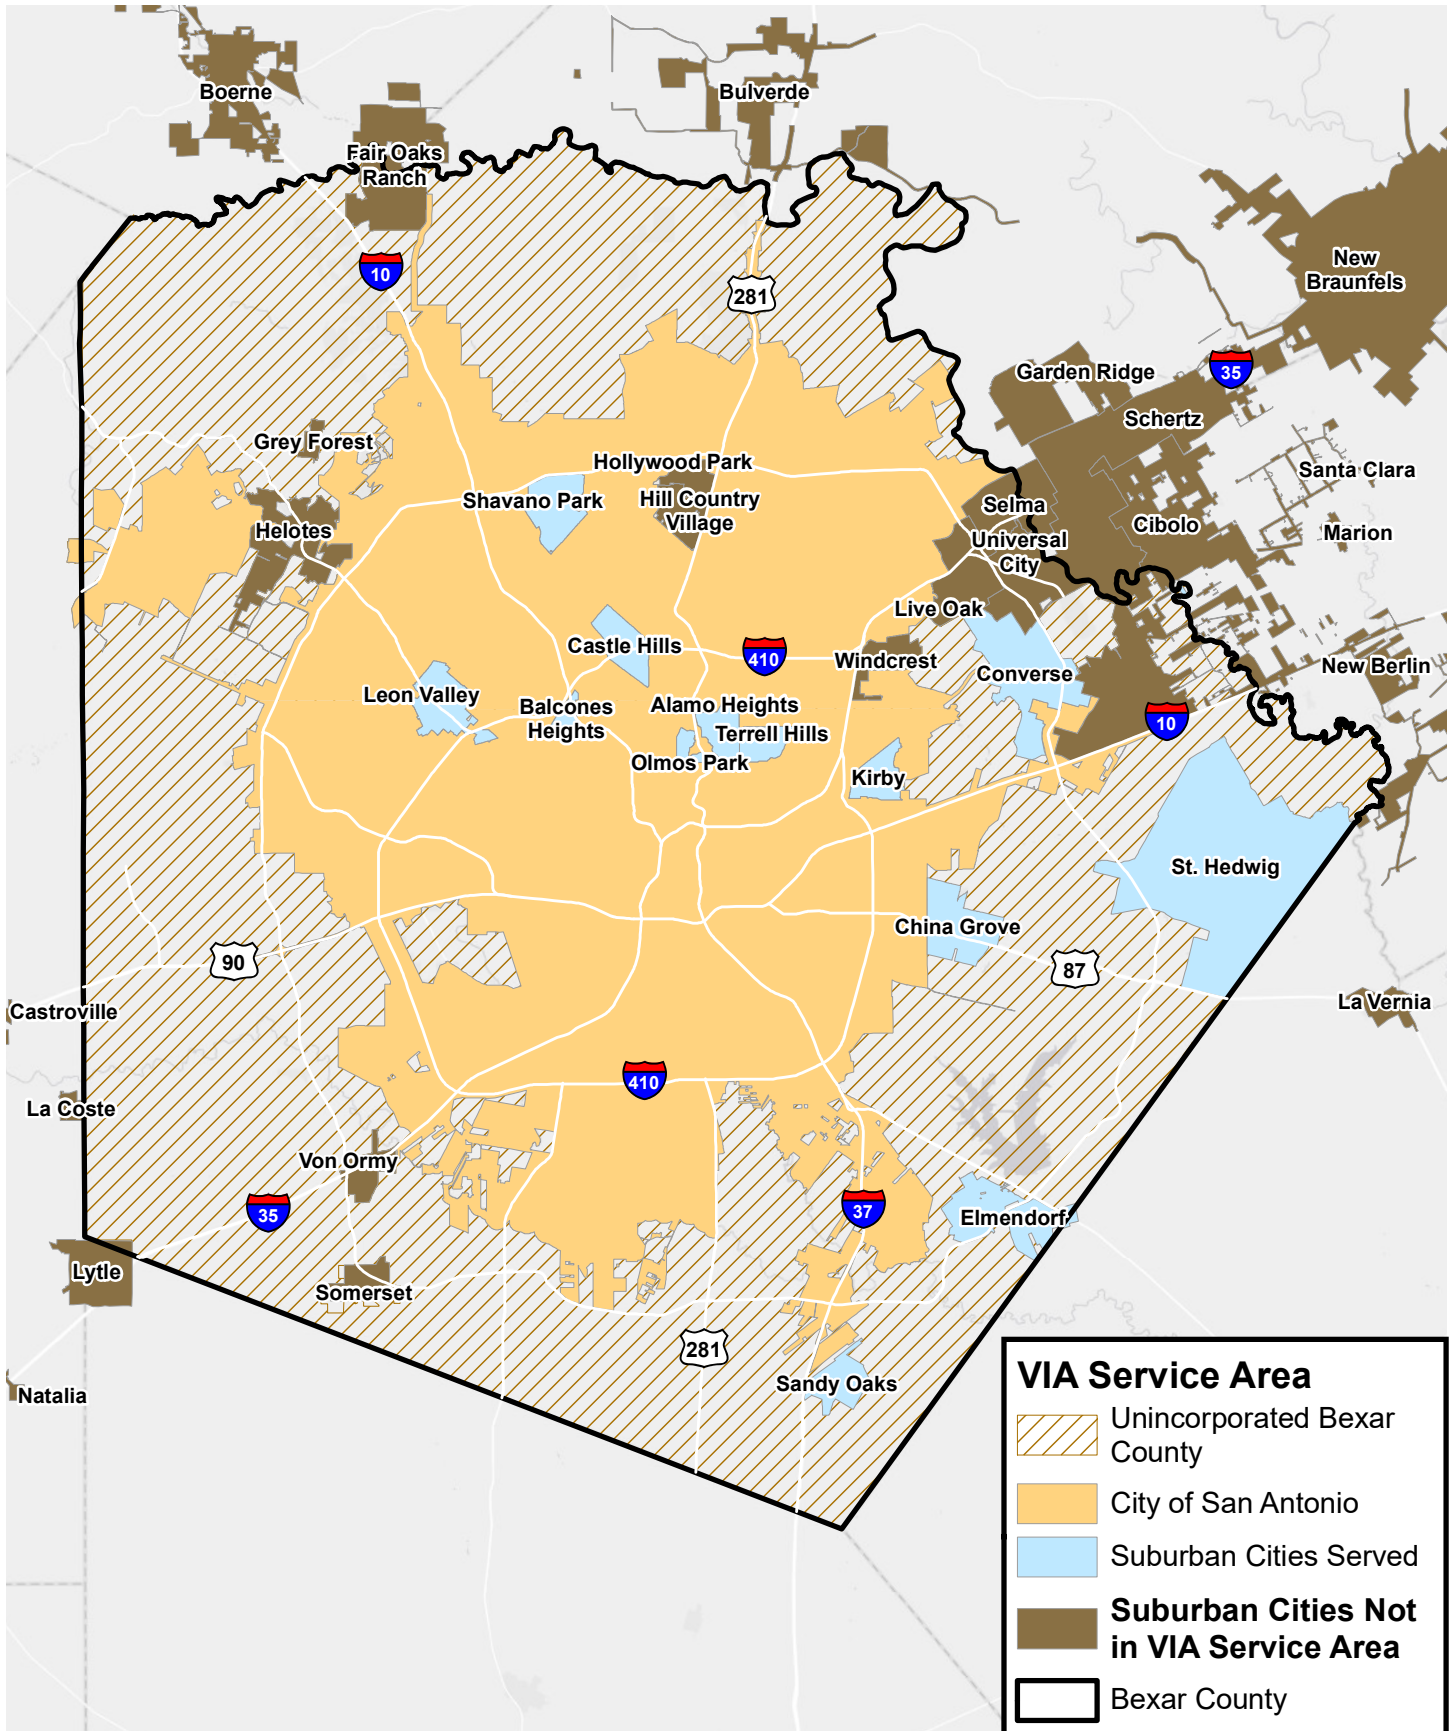 Boerne
Bulverde
Fair Oaks
Ranch
10
281
New
Braunfels
35
Garden Ridge
Schertz
Grey Forest
Hollywood Park
Santa Clara
Shavano Park
Hill Country
Village
Selma
Helotes
Cibolo
Marion
Universal
City
Live Oak
Castle Hills
410
Windcrest
Converse
New Berlin
Leon Valley
Balcones
Heights
Alamo Heights
Terrell Hills
10
Olmos Park
Kirby
St. Hedwig
China Grove
90
87
Castroville
La Vernia
410
La Coste
Von Ormy
35
37
Elmendorf
Lytle
Somerset
281
Sandy Oaks
Natalia
VIA Service Area
Unincorporated Bexar
County
City of San Antonio
Suburban Cities Served
Suburban Cities Not
in VIA Service Area
Bexar County